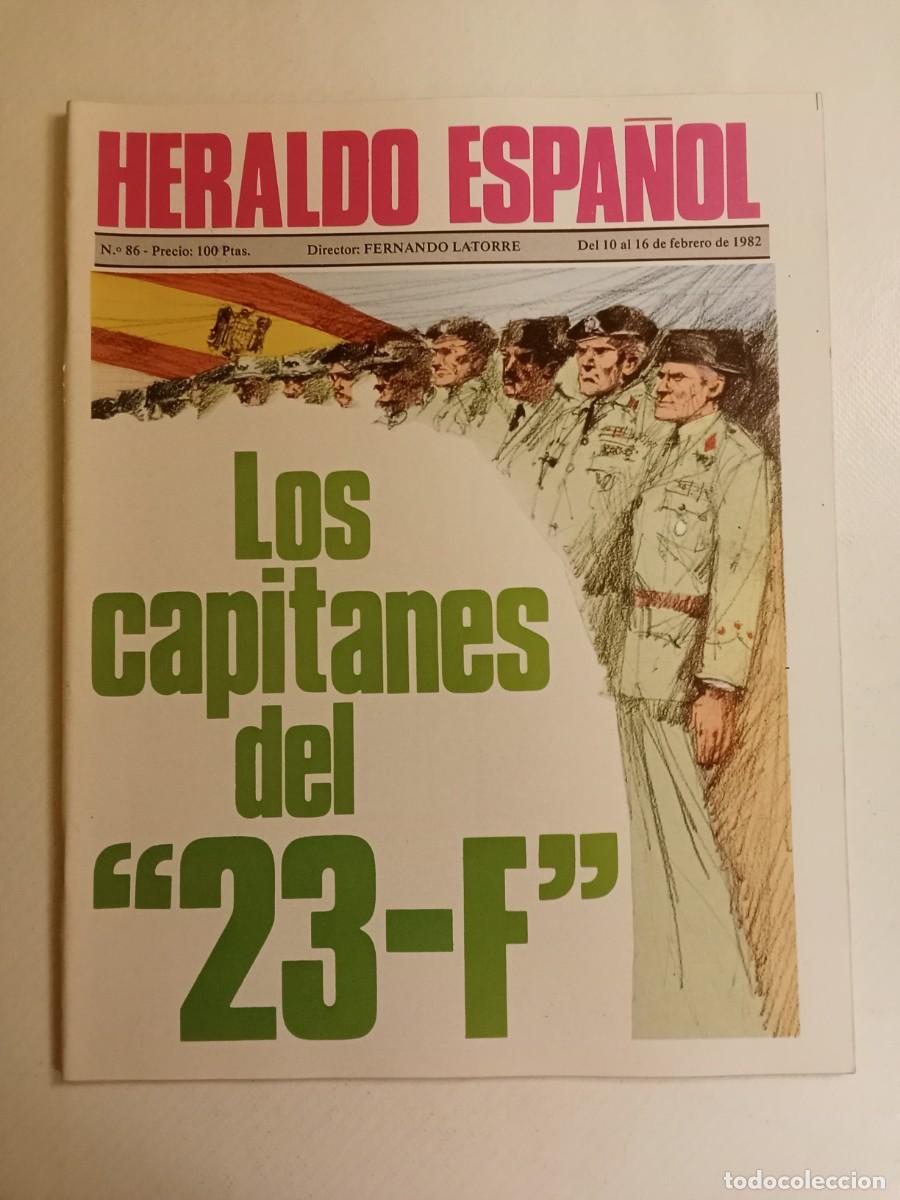 HERALDO ESPAÑOL
N.º 86 - Precio: 100 Ptas. Director: FERNANDO LATORRE Del 10 al 16 de febrero de 1982
Los
capitanes
del
“23-F”
todocoleccion